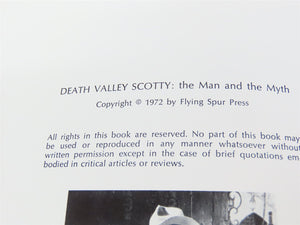 DEATH VALLEY SCOTTY: the Man and the Myth
Copyright © 1972 by Flying Spur Press
All rights in this book are reserved. No part of this book may
be used or reproduced in any manner whatsoever without
written permission except in the case of brief quotations em
bodied in critical articles or reviews.